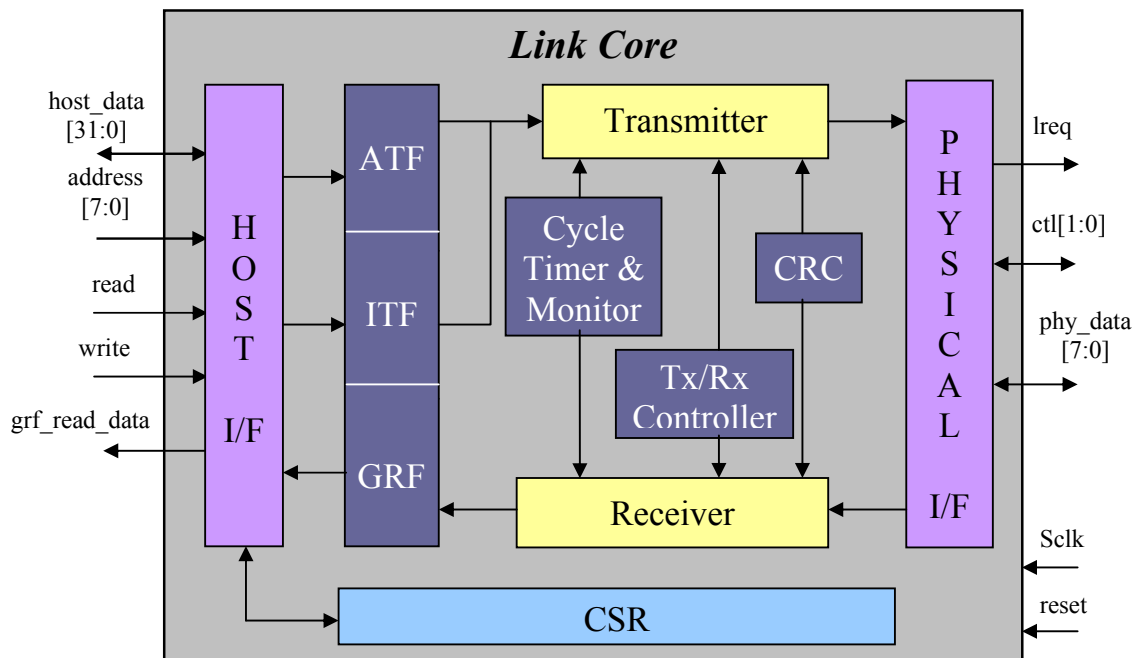 Link Core
host_data
[31:0]
address
[7:0]
read
write
grf_read_data
H
O
S
T
I/F
ATF
ITF
GRF
Transmitter
Cycle
Timer &
Monitor
CRC
Tx/Rx
Controller
Receiver
CSR
P
H
Y
S
I
C
A
L
I/F
lreq
ctl[1:0]
phy_data
[7:0]
Sclk
reset